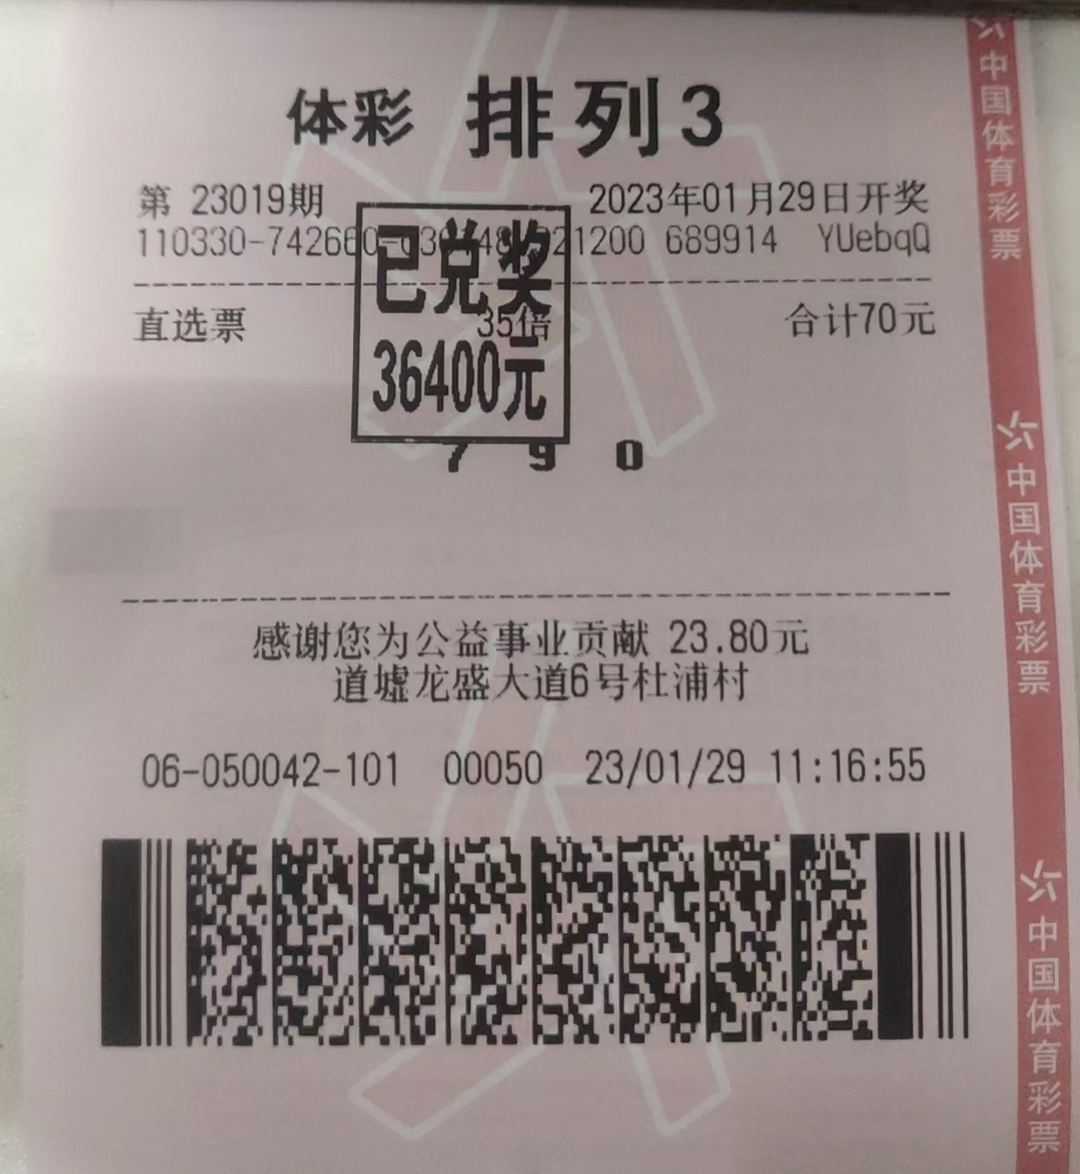 体彩 排列3
第 23019期 2023年01月29日开奖
已兑奖
689914 YUebqQ
直选票 35倍 合计70元
36400元
7 9 0
感谢您为公益事业贡献 23.80元
道墟龙盛大道6号杜浦村
06-050042-101 00050 23/01/29 11:16:55
中国体育彩票
中国体育彩票
中国体育彩票